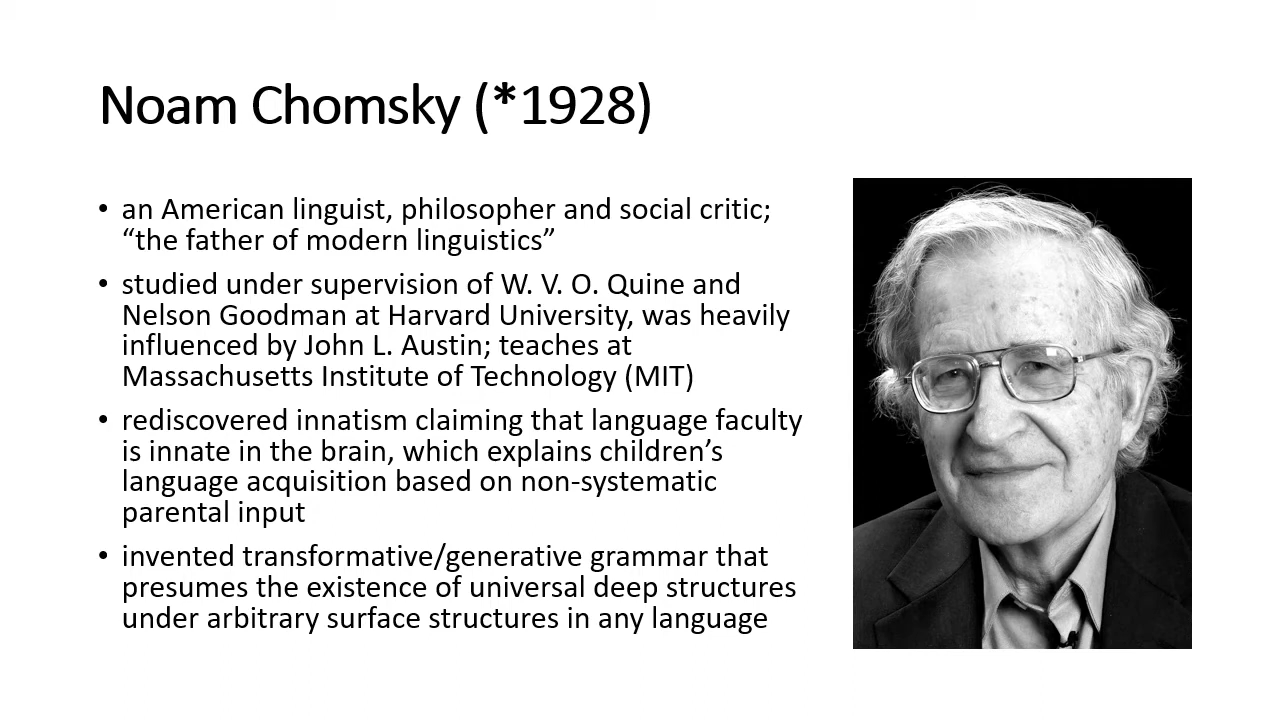 Noam Chomsky (*1928)
• an American linguist, philosopher and social critic;
“the father of modern linguistics”
• studied under supervision of W. V. O. Quine and
Nelson Goodman at Harvard University, was heavily
influenced by John L. Austin; teaches at
Massachusetts Institute of Technology (MIT)
• rediscovered innatism claiming that language faculty
is innate in the brain, which explains children’s
language acquisition based on non-systematic
parental input
• invented transformative/generative grammar that
presumes the existence of universal deep structures
under arbitrary surface structures in any language